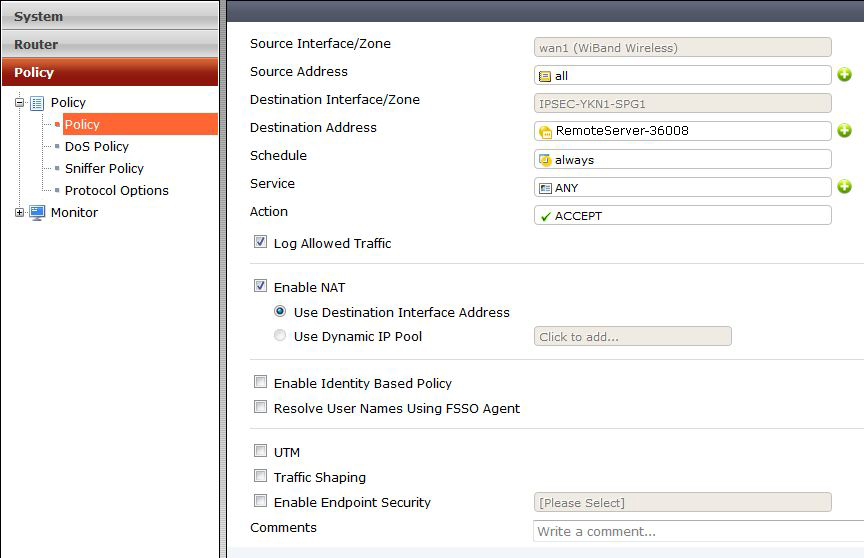 System
Router
Policy
Policy
Policy
DoS Policy
Sniffer Policy
Protocol Options
Monitor
Source Interface/Zone wan1 (WiBand Wireless)
Source Address all
Destination Interface/Zone IPSEC-YKN1-SPG1
Destination Address RemoteServer-36008
Schedule always
Service ANY
Action ACCEPT
Log Allowed Traffic
Enable NAT
Use Destination Interface Address
Use Dynamic IP Pool Click to add...
Enable Identity Based Policy
Resolve User Names Using FSSO Agent
UTM
Traffic Shaping
Enable Endpoint Security [Please Select]
Comments Write a comment...